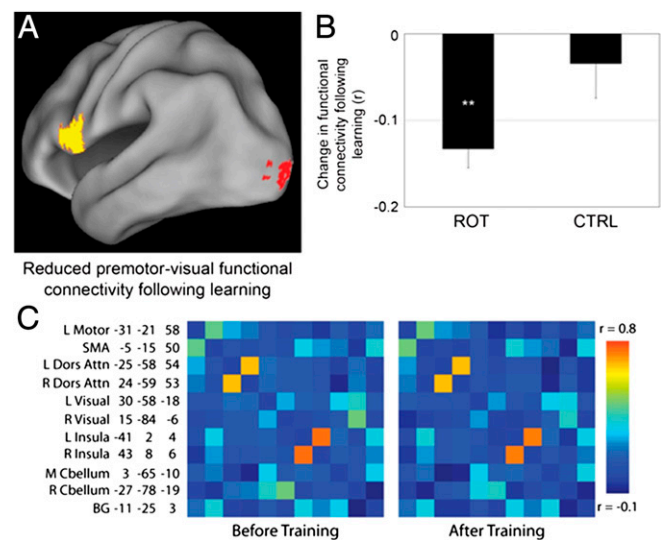 A
Reduced premotor-visual functional
connectivity following learning
B
Change in functional
connectivity following
learning (r)
0
-0.1
-0.2
**
ROT
CTRL
C
L Motor -31 -21 58
SMA -5 -15 50
L Dors Attn -25 -58 54
R Dors Attn 24 -59 53
L Visual 30 -58 -18
R Visual 15 -84 -6
L Insula -41 2 4
R Insula 43 8 6
M Cbellum 3 -65 -10
R Cbellum -27 -78 -19
BG -11 -25 3
Before Training
After Training
r = 0.8
r = -0.1